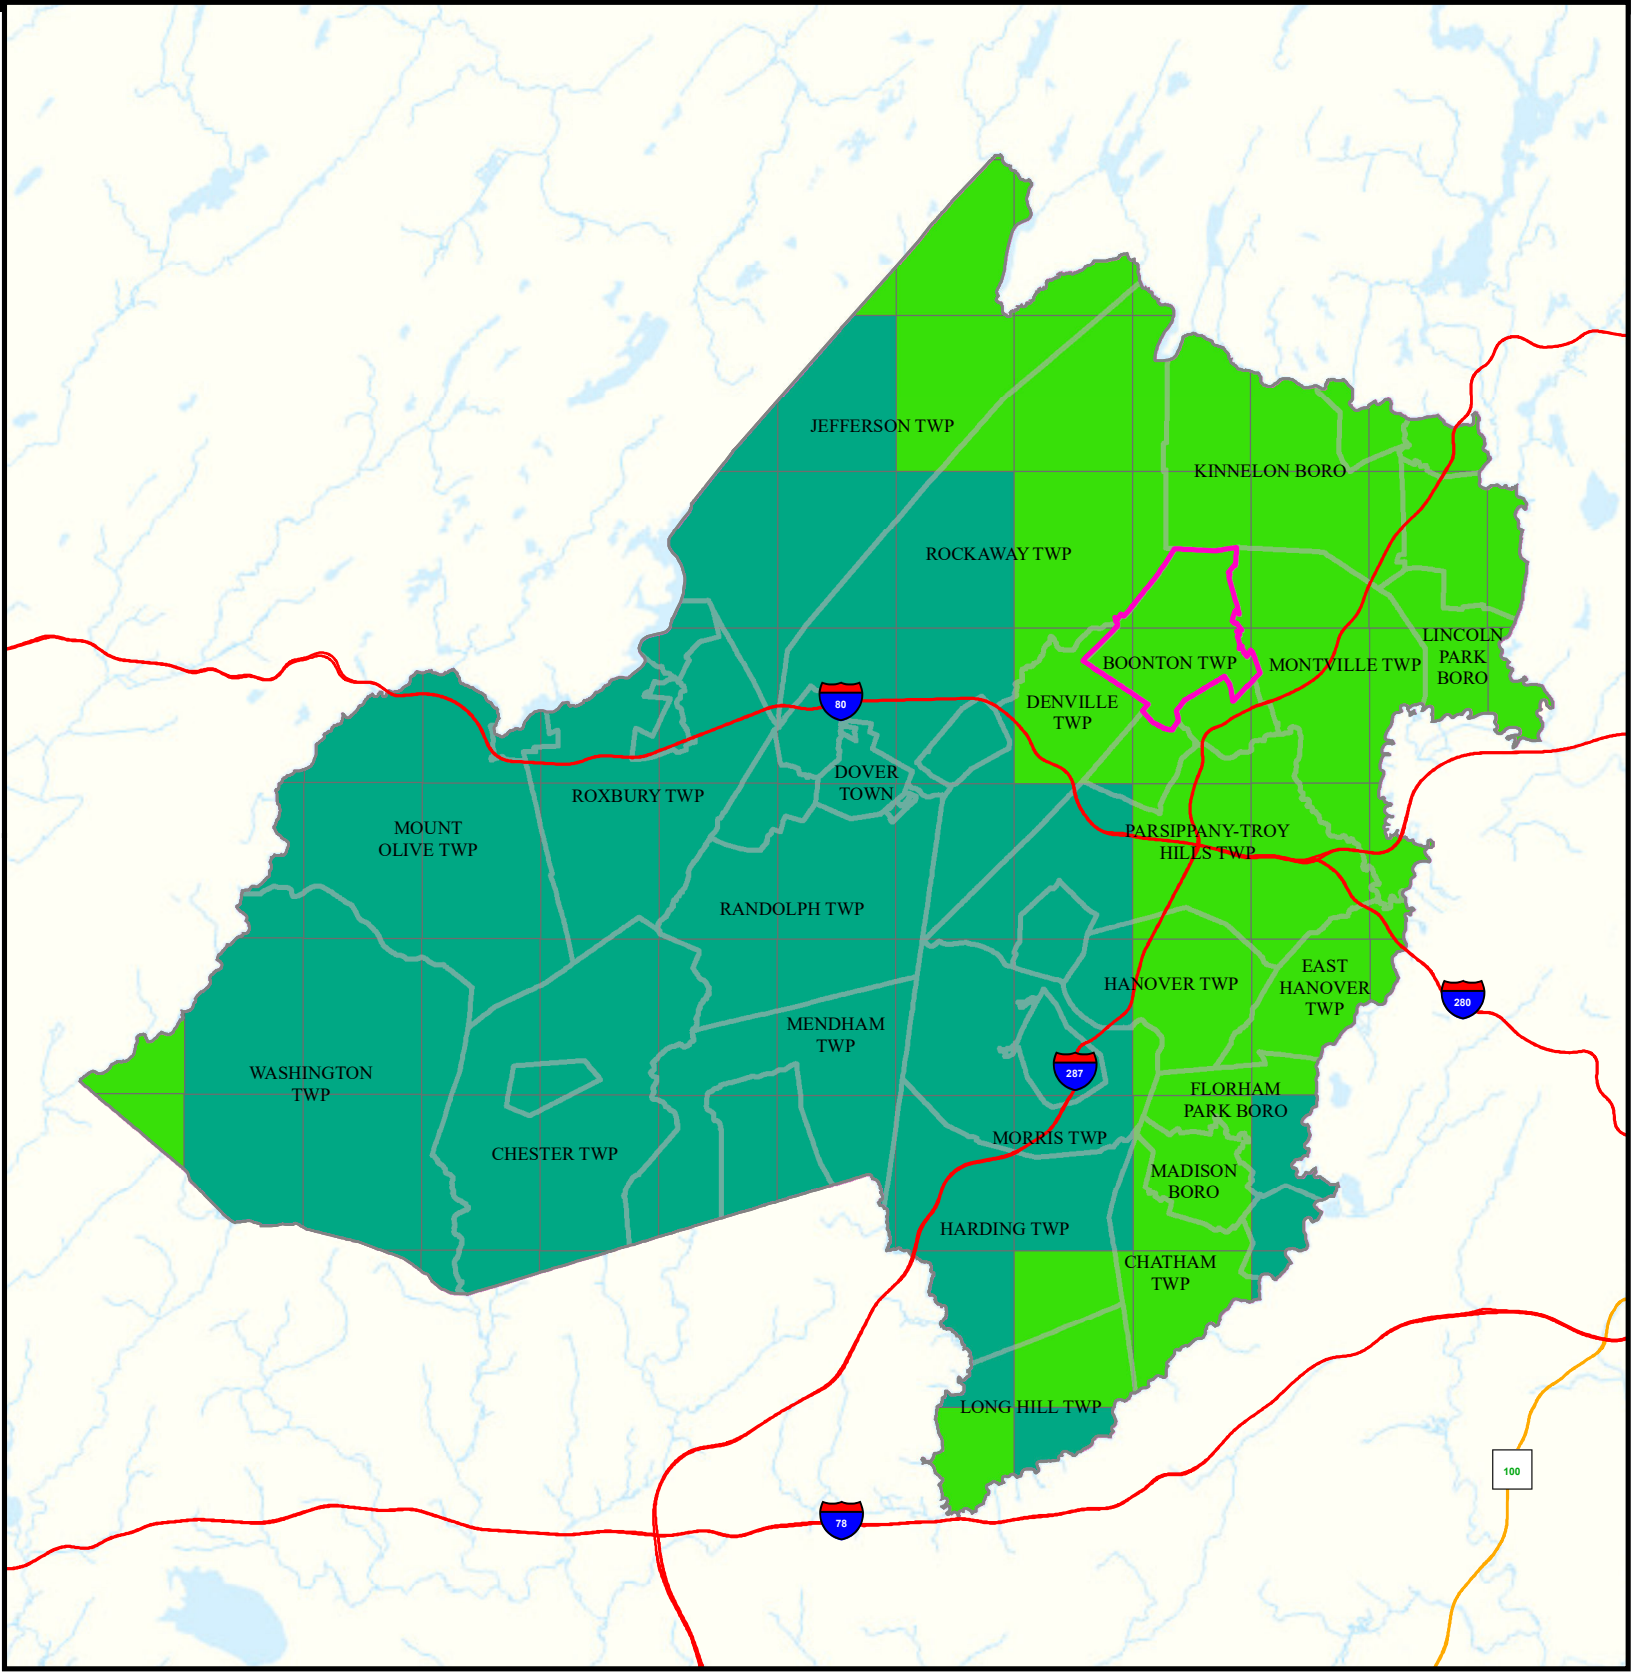 JEFFERSON TWP
KINNELON BORO
ROCKAWAY TWP
LINCOLN
PARK
BORO
BOONTON TWP
MONTVILLE TWP
DENVILLE
TWP
80
DOVER
TOWN
ROXBURY TWP
MOUNT
OLIVE TWP
PARSIPPANY-TROY
HILLS TWP
RANDOLPH TWP
EAST
HANOVER
TWP
HANOVER TWP
280
MENDHAM
TWP
WASHINGTON
TWP
287
FLORHAM
PARK BORO
MORRIS TWP
CHESTER TWP
MADISON
BORO
HARDING TWP
CHATHAM
TWP
LONG HILL TWP
100
78